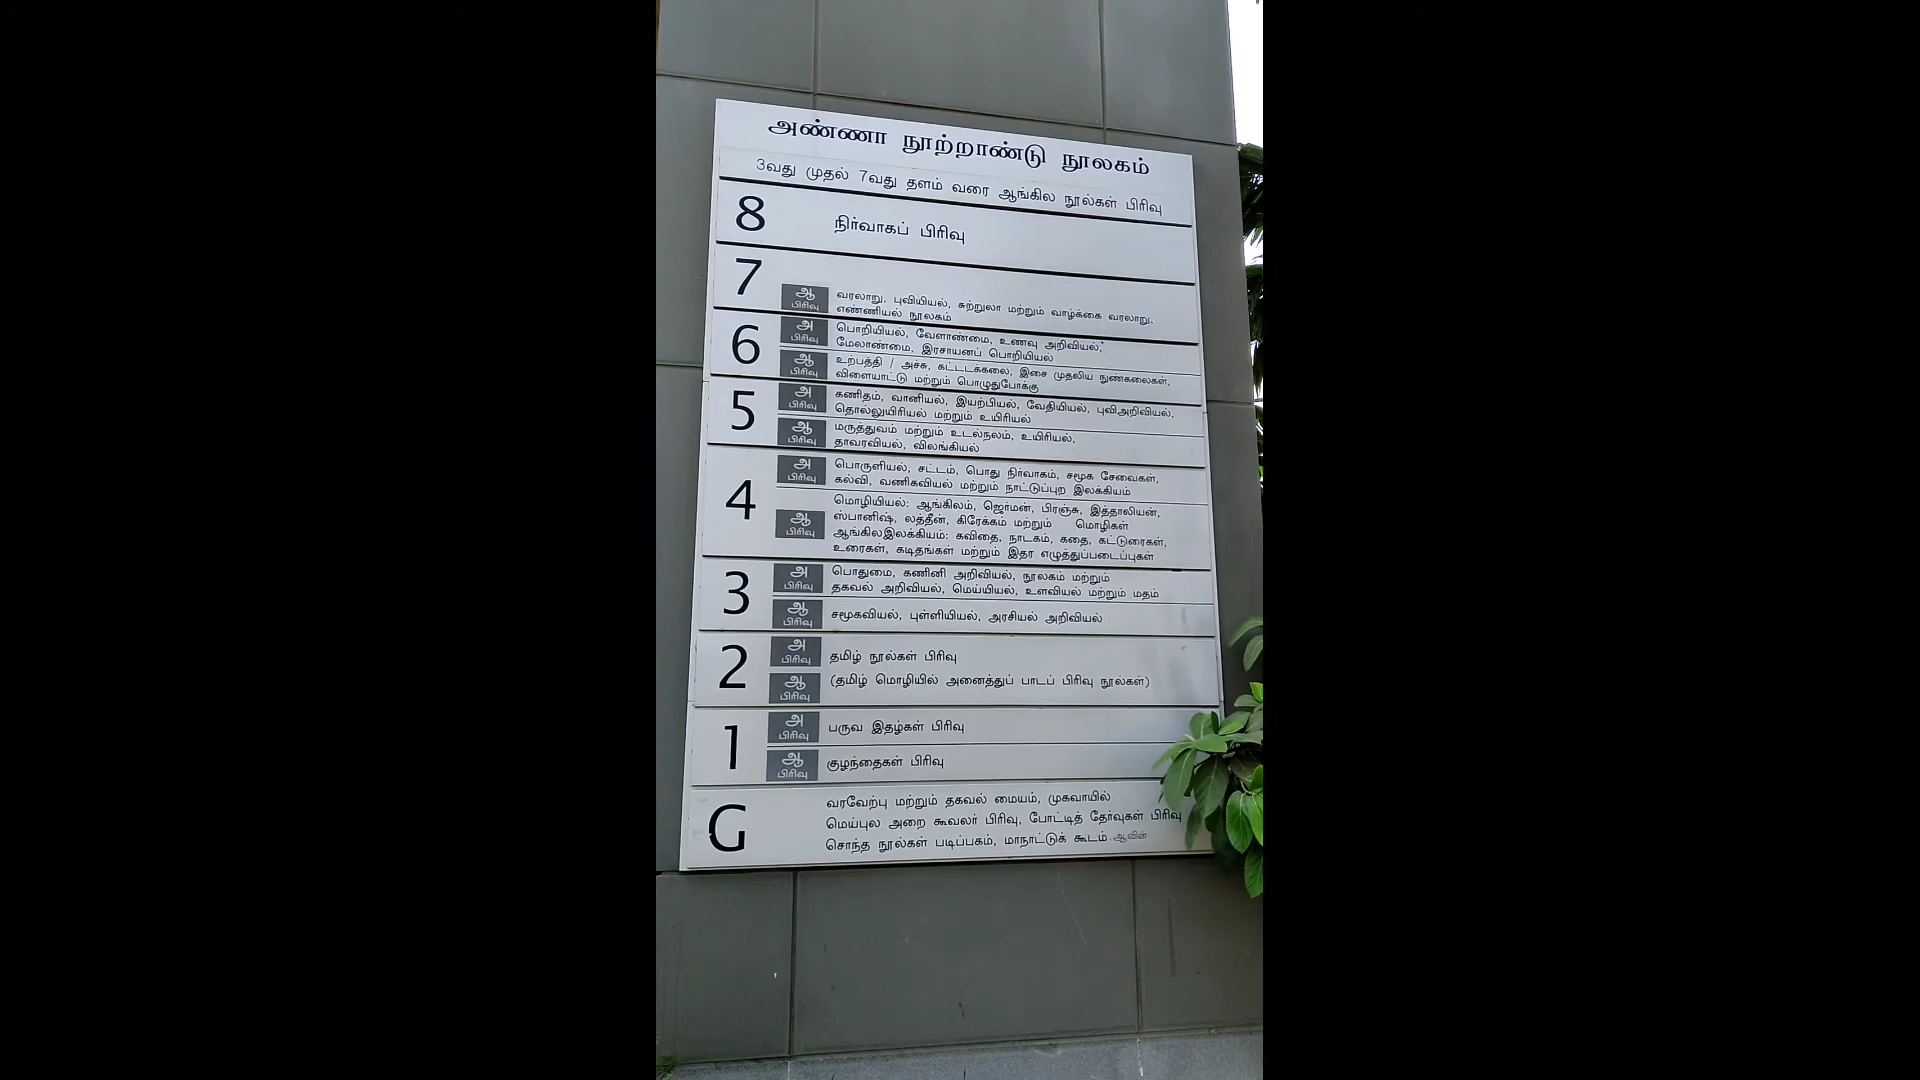 அண்ணா நூற்றாண்டு நூலகம்
3வது முதல் 7வது தளம் வரை ஆங்கில நூல்கள் பிரிவு
8 நிர்வாகப் பிரிவு
7
ஆ பிரிவு வரலாறு, புவியியல், சுற்றுலா மற்றும் வாழ்க்கை வரலாறு,
எண்ணியல் நூலகம்
6
அ பிரிவு பொறியியல், வேளாண்மை, உணவு அறிவியல்,
மேலாண்மை, இரசாயனப் பொறியியல்
ஆ பிரிவு உற்பத்தி / அச்சு, கட்டடக்கலை, இசை முதலிய நுண்கலைகள்,
விளையாட்டு மற்றும் பொழுதுபோக்கு
5
அ பிரிவு கணிதம், வானியல், இயற்பியல், வேதியியல், புவிஅறிவியல்,
தொல்லுயிரியல் மற்றும் உயிரியல்
ஆ பிரிவு மருத்துவம் மற்றும் உடல்நலம், உயிரியல்,
தாவரவியல், விலங்கியல்
4
அ பிரிவு பொருளியல், சட்டம், பொது நிர்வாகம், சமூக சேவைகள்,
கல்வி, வணிகவியல் மற்றும் நாட்டுப்புற இலக்கியம்
மொழியியல்: ஆங்கிலம், ஜெர்மன், பிரஞ்சு, இத்தாலியன்,
ஆ பிரிவு ஸ்பானிஷ், லத்தீன், கிரேக்கம் மற்றும் மொழிகள்
ஆங்கிலஇலக்கியம்: கவிதை, நாடகம், கதை, கட்டுரைகள்,
உரைகள், கடிதங்கள் மற்றும் இதர எழுத்துப்படைப்புகள்
3
அ பிரிவு பொதுமை, கணினி அறிவியல், நூலகம் மற்றும்
தகவல் அறிவியல், மெய்யியல், உளவியல் மற்றும் மதம்
ஆ பிரிவு சமூகவியல், புள்ளியியல், அரசியல் அறிவியல்
2
அ பிரிவு தமிழ் நூல்கள் பிரிவு
ஆ பிரிவு (தமிழ் மொழியில் அனைத்துப் பாடப் பிரிவு நூல்கள்)
1
அ பிரிவு பருவ இதழ்கள் பிரிவு
ஆ பிரிவு குழந்தைகள் பிரிவு
G
வரவேற்பு மற்றும் தகவல் மையம், முகவாயில்
மெய்புல அறை கூவலர் பிரிவு, போட்டித் தேர்வுகள் பிரிவு
சொந்த நூல்கள் படிப்பகம், மாநாட்டுக் கூடம் ஆவின்